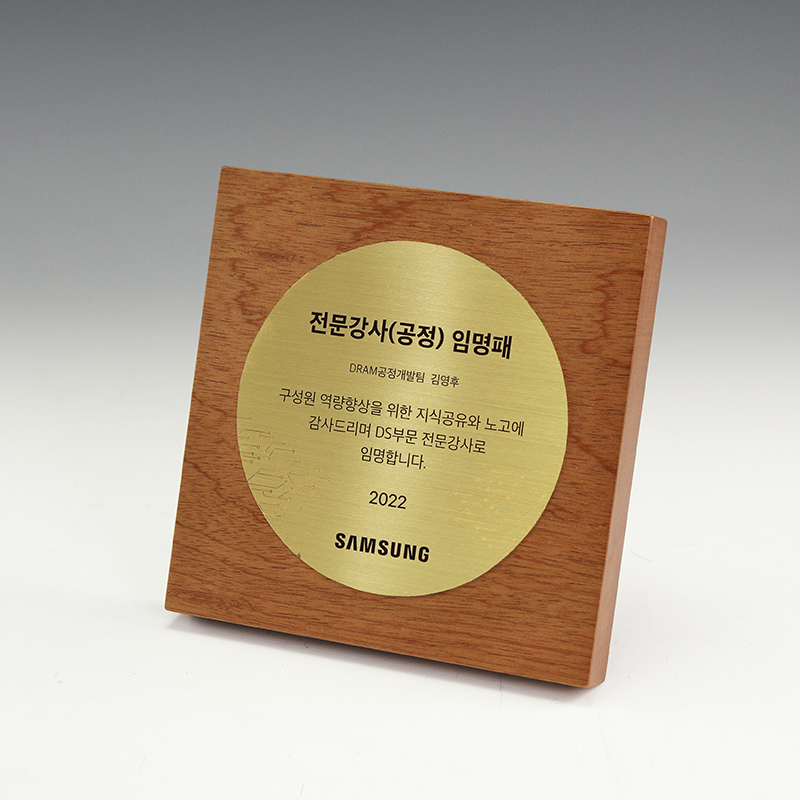 전문강사(공정) 임명패
DRAM공정개발팀 김영후
구성원 역량향상을 위한 지식공유와 노고에
감사드리며 DS부문 전문강사로
임명합니다.
2022
SAMSUNG